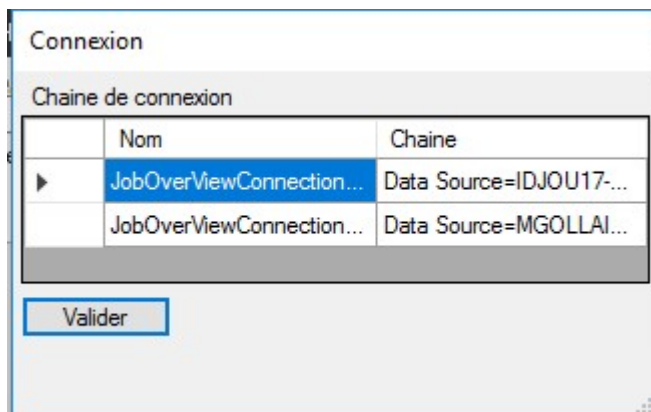 Connexion
Chaine de connexion
Nom Chaine
JobOverViewConnection... Data Source=IDJOU17-...
JobOverViewConnection... Data Source=MGOLLAI...
Valider